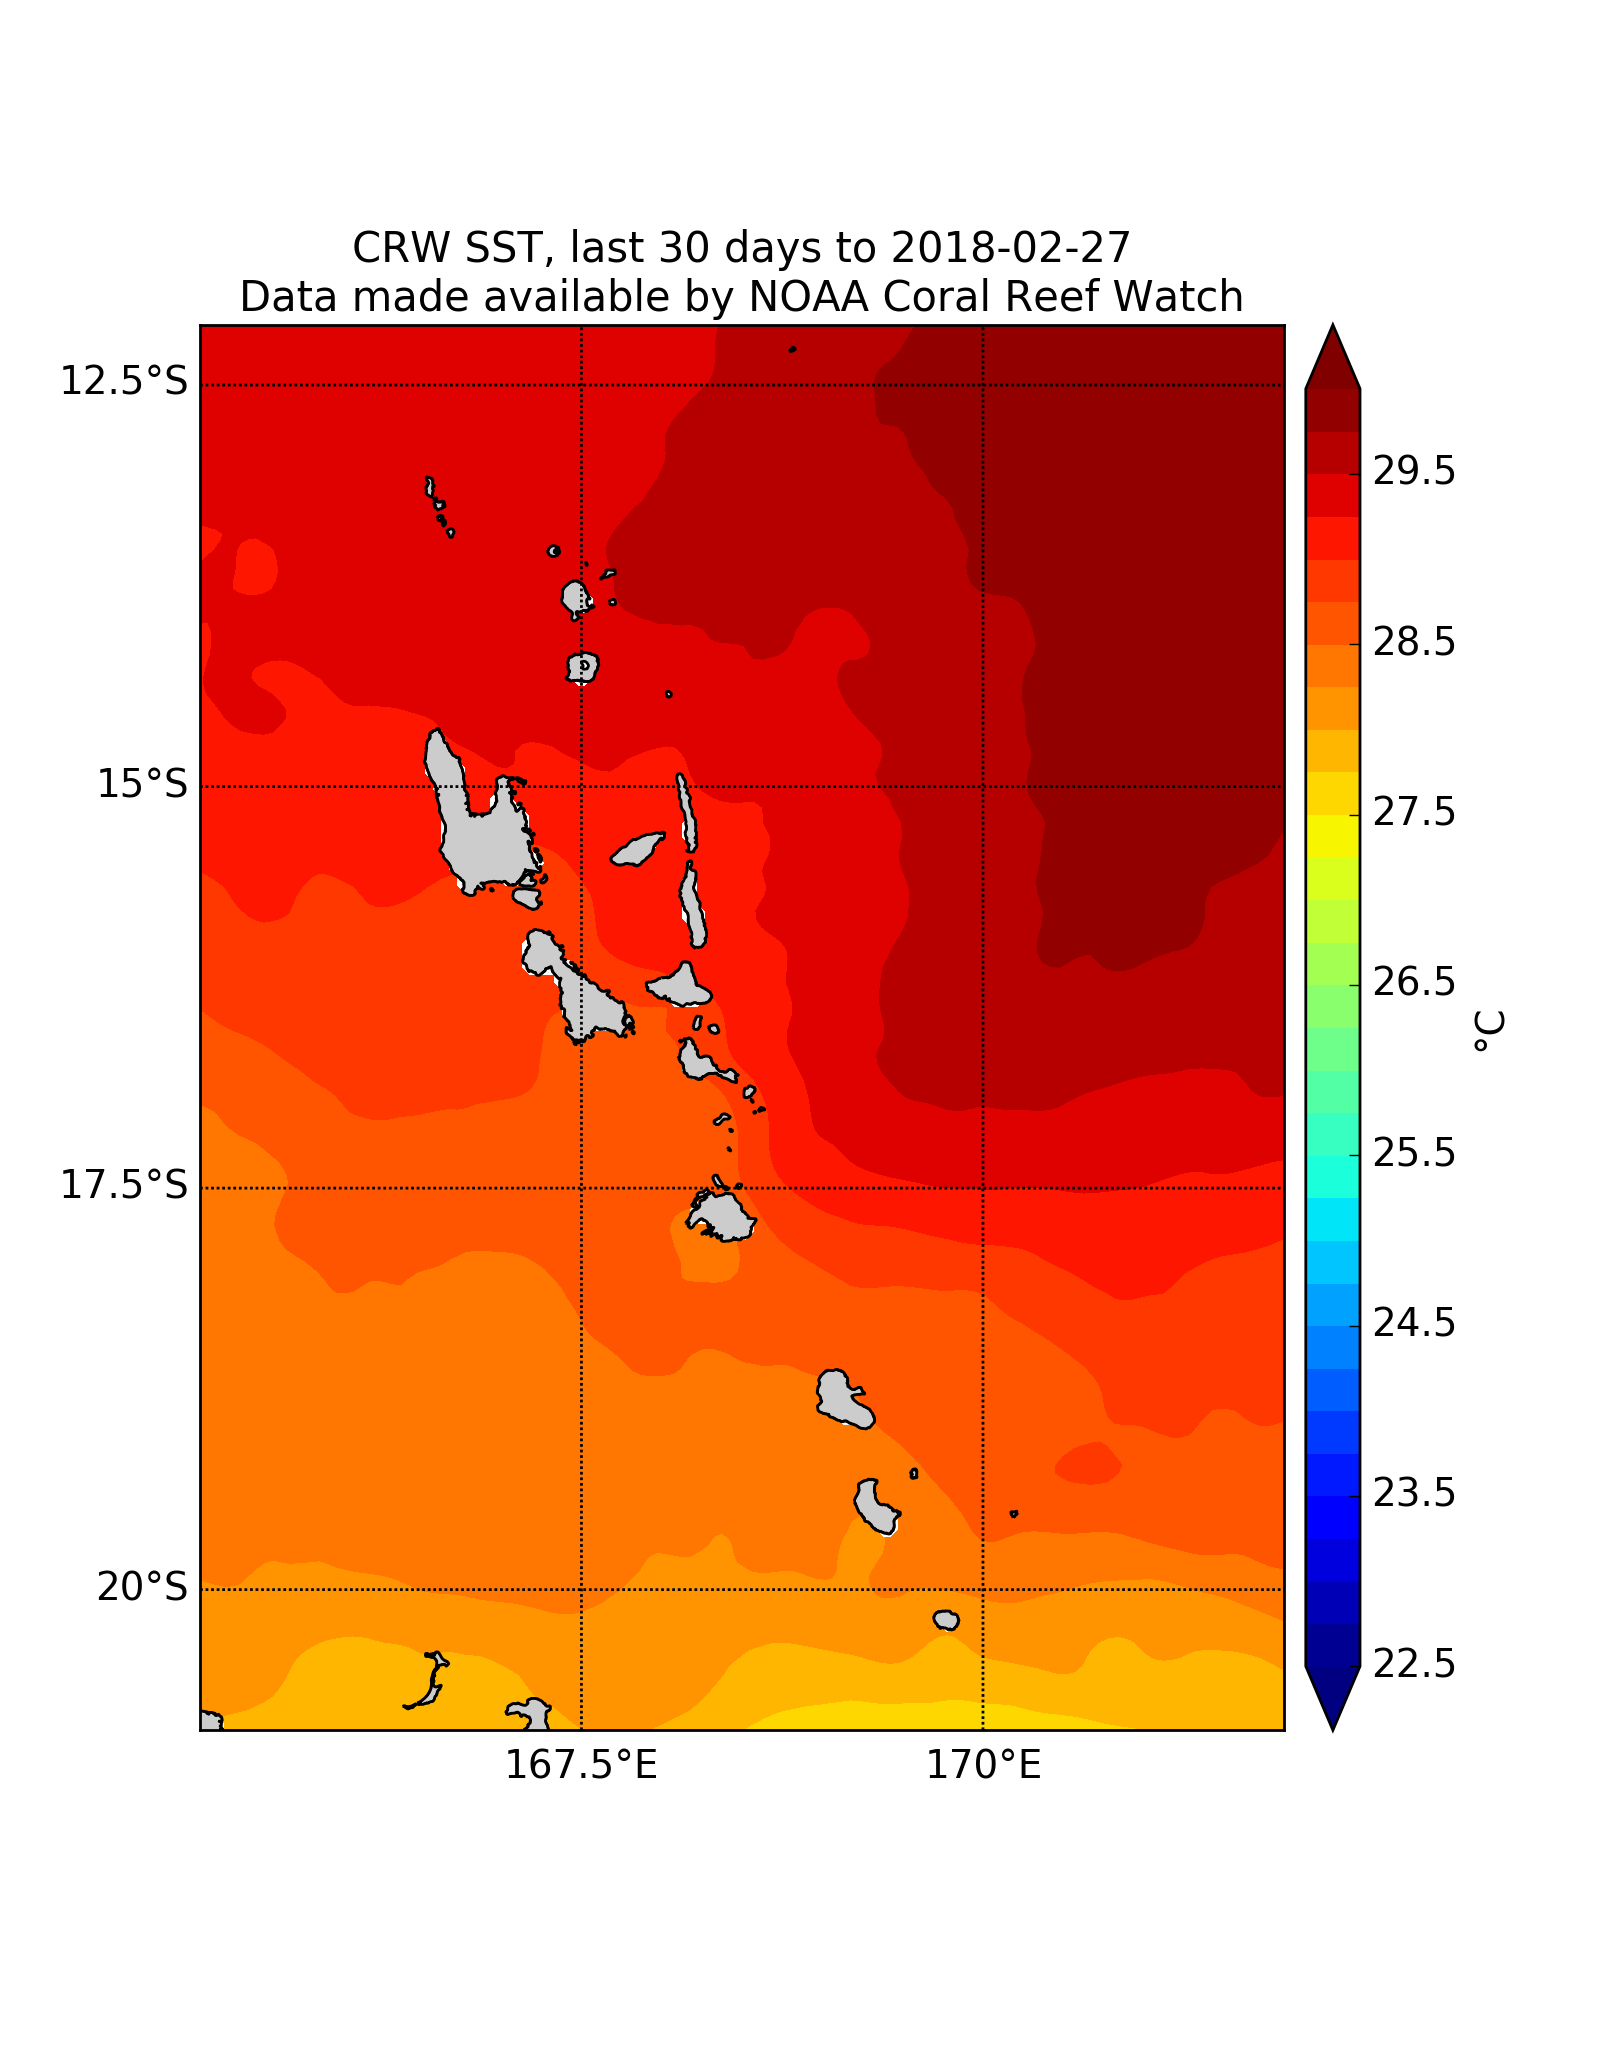 CRW SST, last 30 days to 2018-02-27
Data made available by NOAA Coral Reef Watch
12.5°S
15°S
17.5°S
20°S
167.5°E
170°E
29.5
28.5
27.5
26.5
25.5
24.5
23.5
22.5
°C